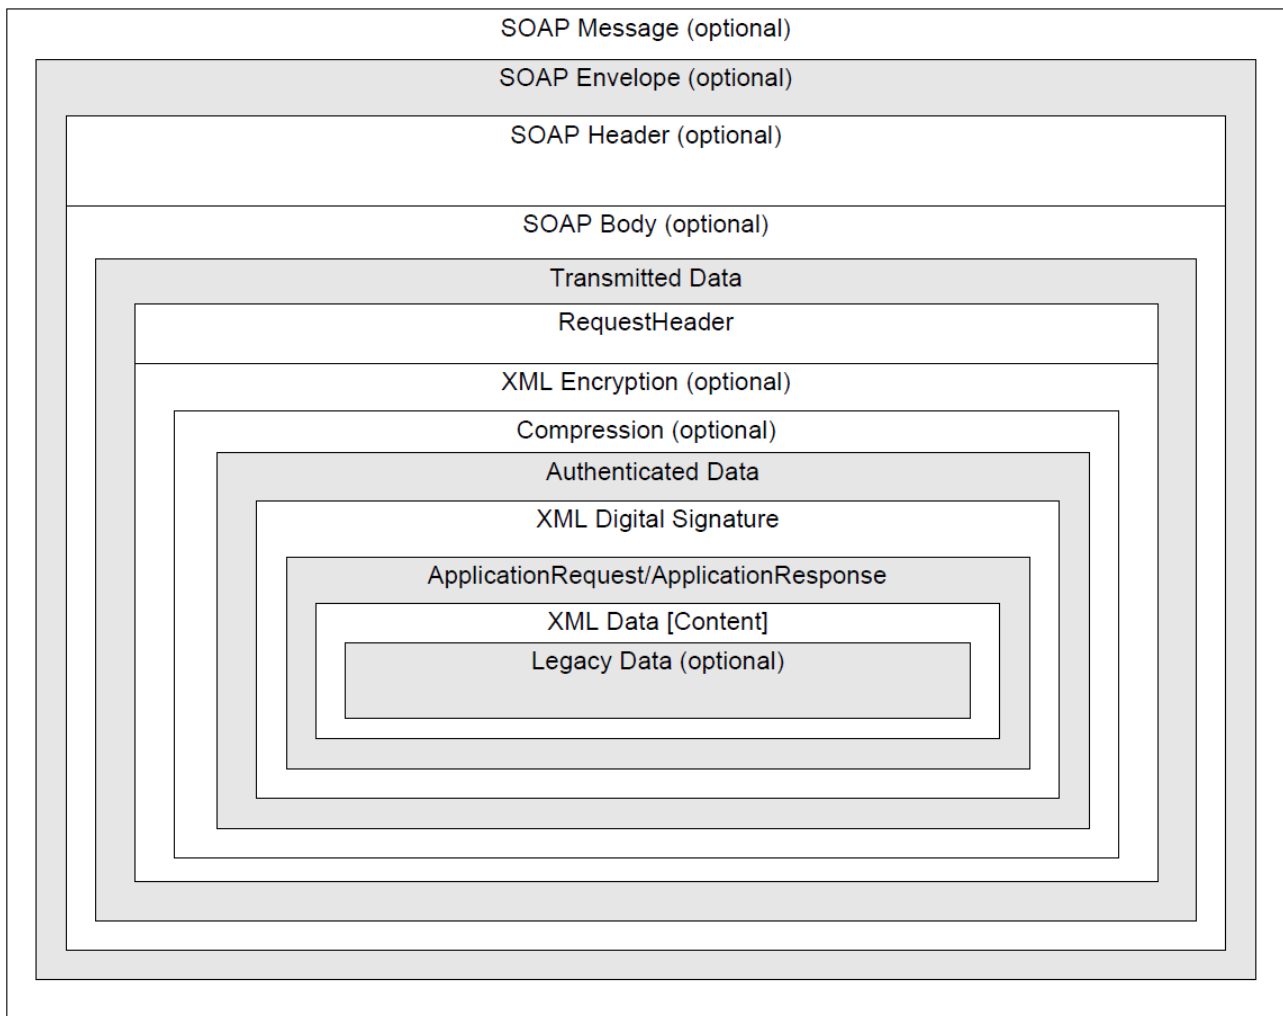 SOAP Message (optional)
SOAP Envelope (optional)
SOAP Header (optional)
SOAP Body (optional)
Transmitted Data
RequestHeader
XML Encryption (optional)
Compression (optional)
Authenticated Data
XML Digital Signature
ApplicationRequest/ApplicationResponse
XML Data [Content]
Legacy Data (optional)